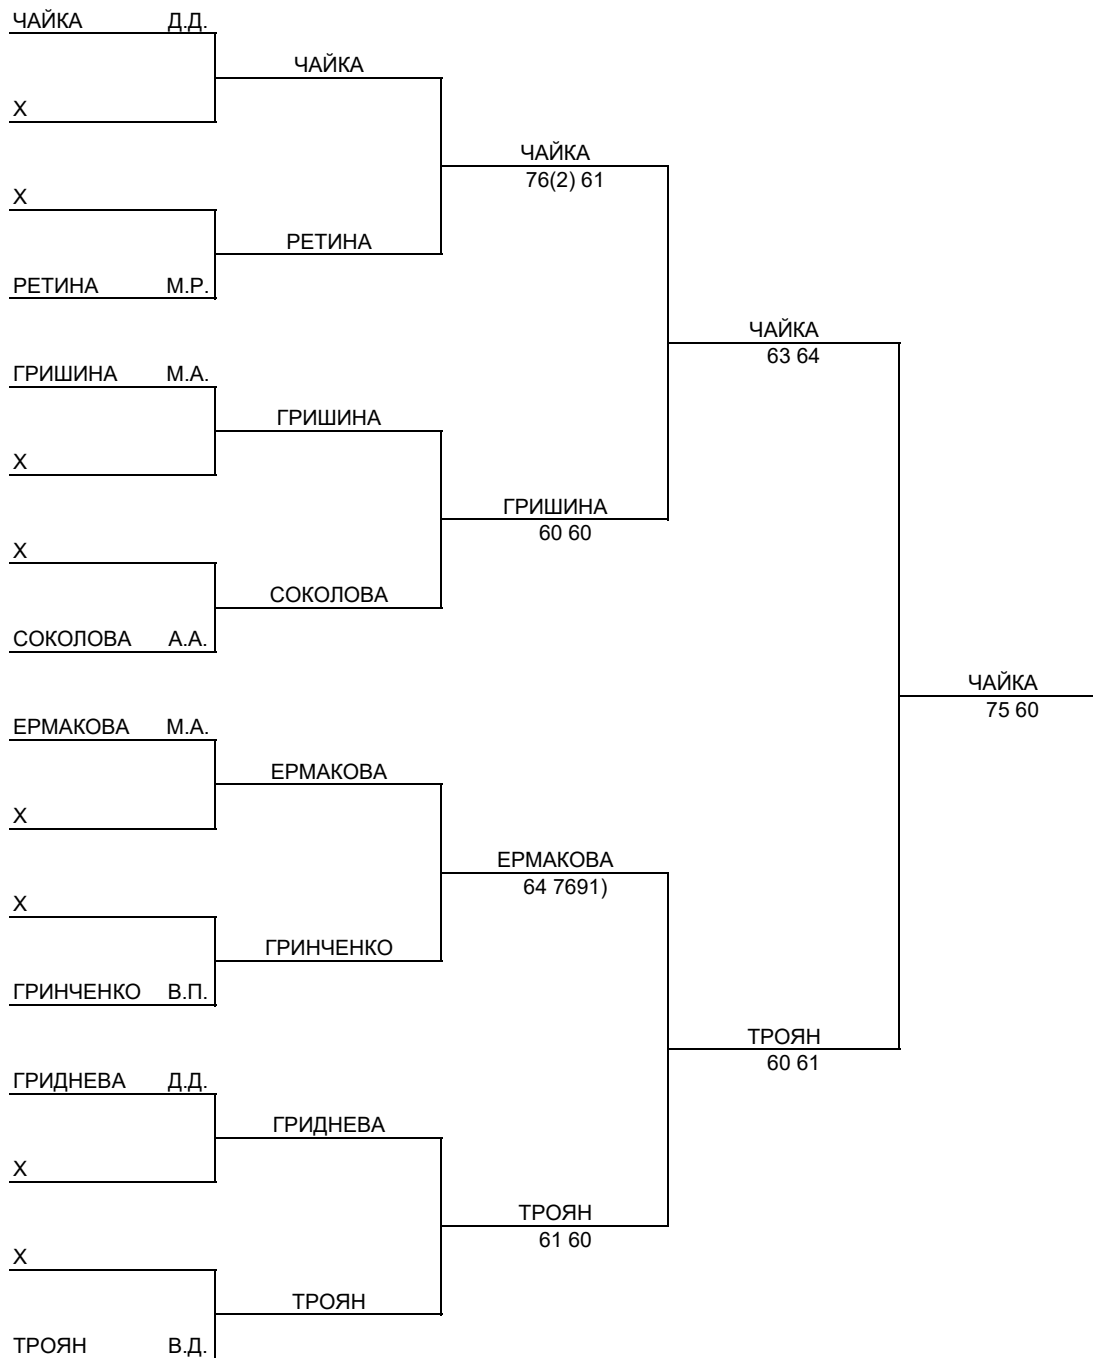 ЧАЙКА Д.Д.
ЧАЙКА
Х
ЧАЙКА
76(2) 61
Х
РЕТИНА
РЕТИНА М.Р.
ЧАЙКА
63 64
ГРИШИНА М.А.
ГРИШИНА
Х
ГРИШИНА
60 60
Х
СОКОЛОВА
СОКОЛОВА А.А.
ЧАЙКА
75 60
ЕРМАКОВА М.А.
ЕРМАКОВА
Х
ЕРМАКОВА
64 7691)
Х
ГРИНЧЕНКО
ГРИНЧЕНКО В.П.
ТРОЯН
60 61
ГРИДНЕВА Д.Д.
ГРИДНЕВА
Х
ТРОЯН
61 60
Х
ТРОЯН
ТРОЯН В.Д.